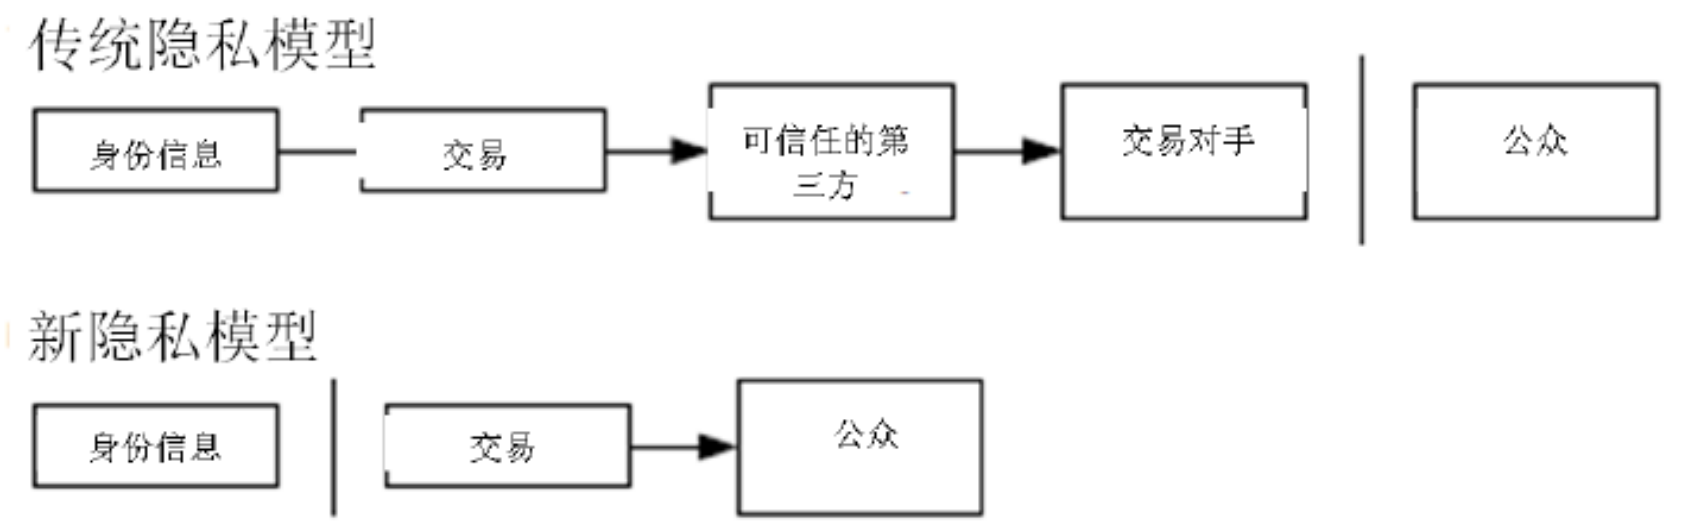 传统隐私模型
身份信息
交易
可信任的第
三方
交易对手
公众
新隐私模型
身份信息
交易
公众